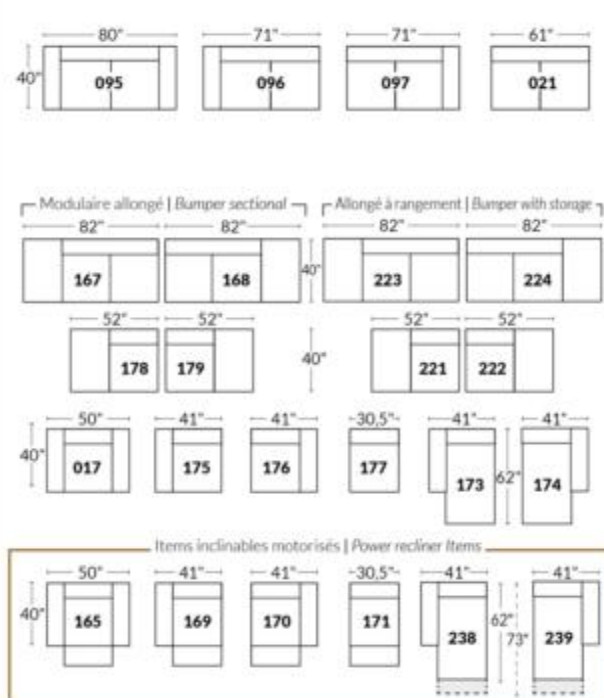 80" 71" 71" 61"
40" 095 096 097 021
Modulaire allongé | Bumper sectional Allongé à rangement | Bumper with storage
82" 82" 82" 82"
167 168 40" 223 224 40"
52" 52" 52" 52"
178 179 40" 221 222
50" 41" 41" 30,5" 41" 41"
40" 017 175 176 177 173 62" 174
Items inclinables motorisés | Power recliner Items
50" 41" 41" 30,5" 41" 41"
40" 165 169 170 171 238 62" 73" 239